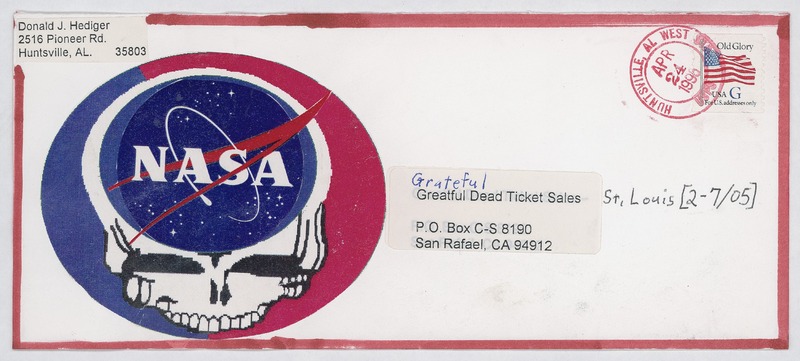 Donald J. Hediger
2516 Pioneer Rd.
Huntsville, AL. 35803
HUNTSVILLE, AL WEST
APR
24
1995
Old Glory
USA G
For U.S. addresses only
NASA
Grateful
Greatful Dead Ticket Sales
St. Louis [2-7/05]
P.O. Box C-S 8190
San Rafael, CA 94912